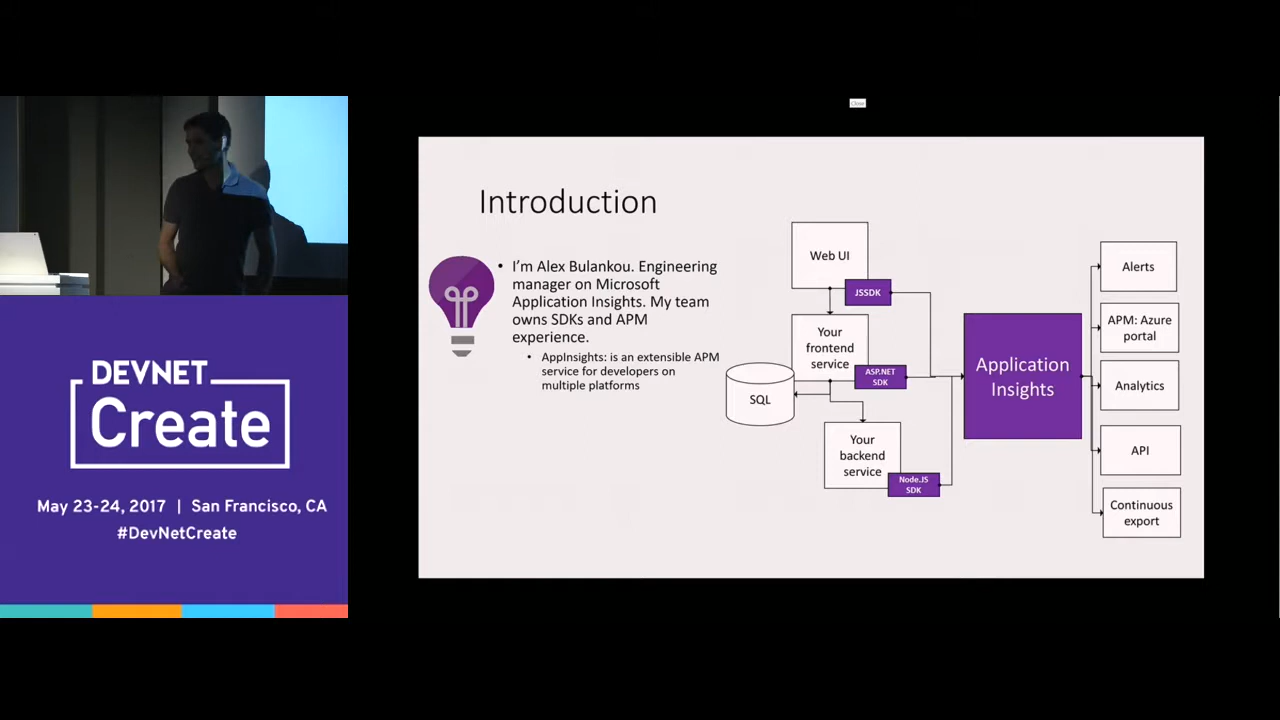 Close
Introduction
• I'm Alex Bulankou. Engineering
manager on Microsoft
Application Insights. My team
owns SDKs and APM
experience.
• AppInsights: is an extensible APM
service for developers on
multiple platforms
Web UI
JSSDK
Your
frontend
service
ASP.NET
SDK
SQL
Your
backend
service
Node.JS
SDK
Application
Insights
Alerts
APM: Azure
portal
Analytics
API
Continuous
export
DEVNET
Create
May 23-24, 2017 | San Francisco, CA
#DevNetCreate